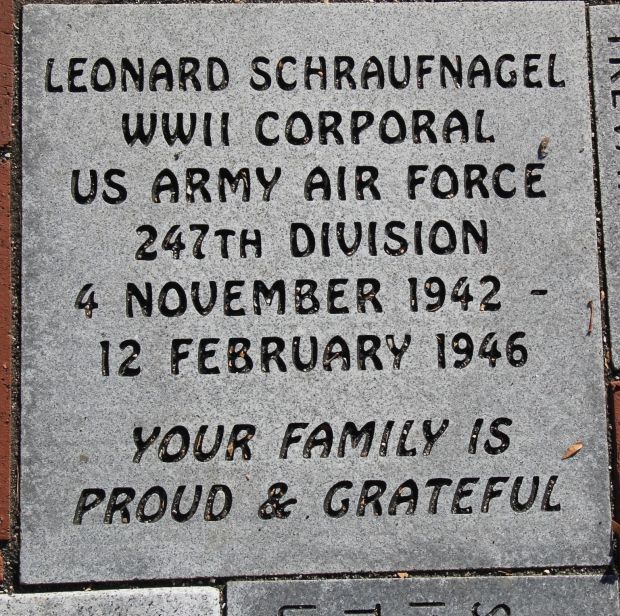 LEONARD SCHRAUFNAGEL
WWII CORPORAL
US ARMY AIR FORCE
247TH DIVISION
4 NOVEMBER 1942 -
12 FEBRUARY 1946
YOUR FAMILY IS
PROUD & GRATEFUL